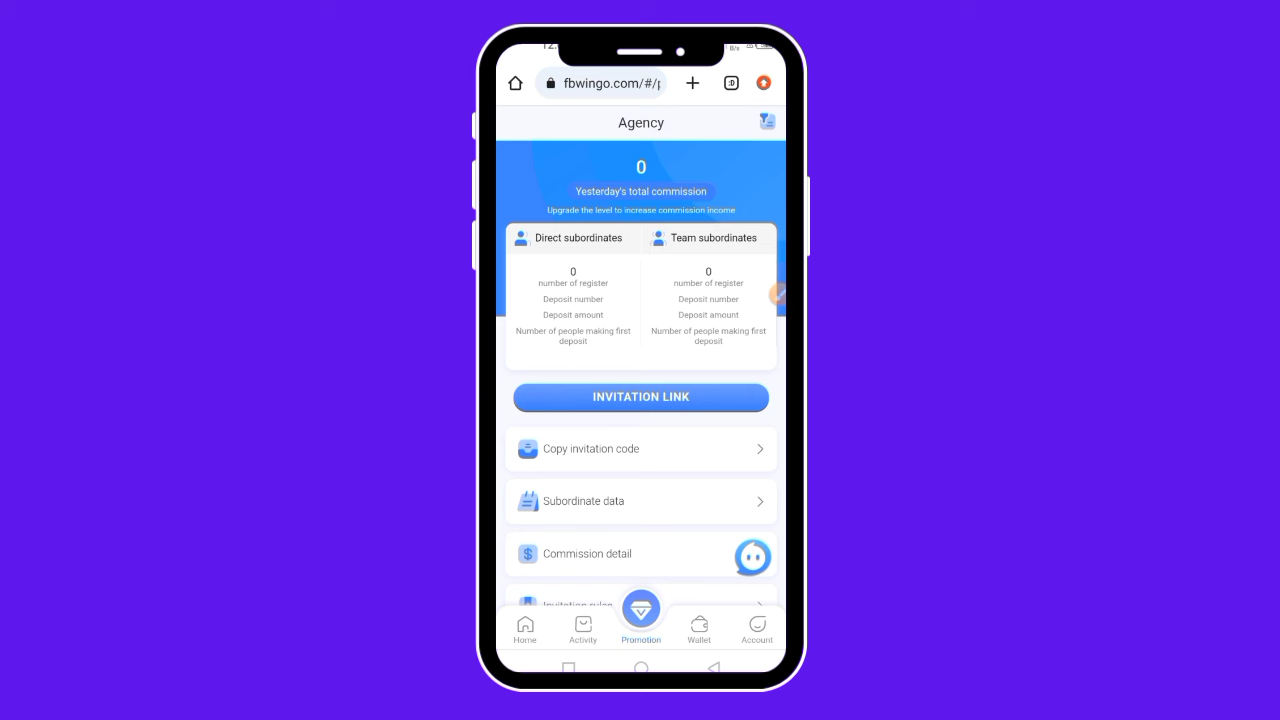 12:
B/s
fbwingo.com/#/p
:D
Agency
0
Yesterday's total commission
Upgrade the level to increase commission income
Direct subordinates
Team subordinates
0
number of register
Deposit number
Deposit amount
Number of people making first
deposit
0
number of register
Deposit number
Deposit amount
Number of people making first
deposit
INVITATION LINK
Copy invitation code
Subordinate data
$ Commission detail
Invitation rules
Home
Activity
Promotion
Wallet
Account